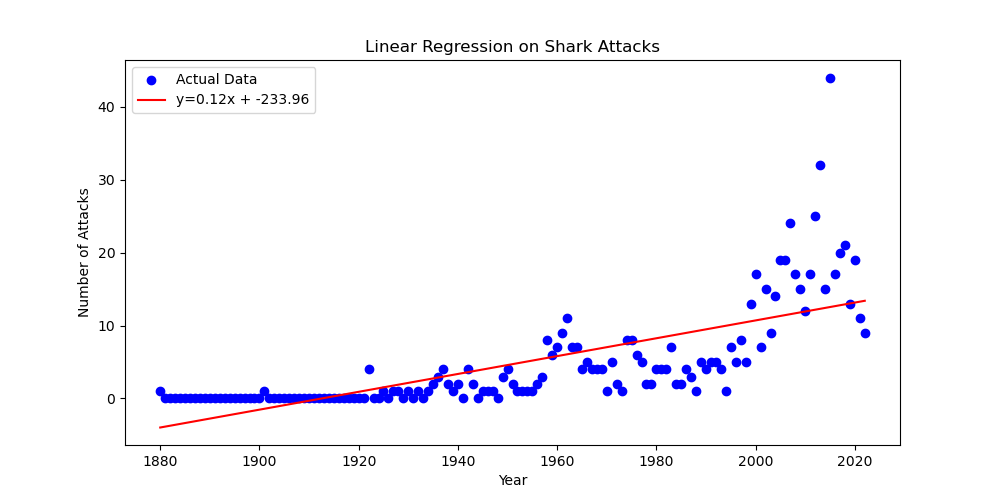 Linear Regression on Shark Attacks
Actual Data
y=0.12x + -233.96
Number of Attacks
40
30
20
10
0
1880 1900 1920 1940 1960 1980 2000 2020
Year